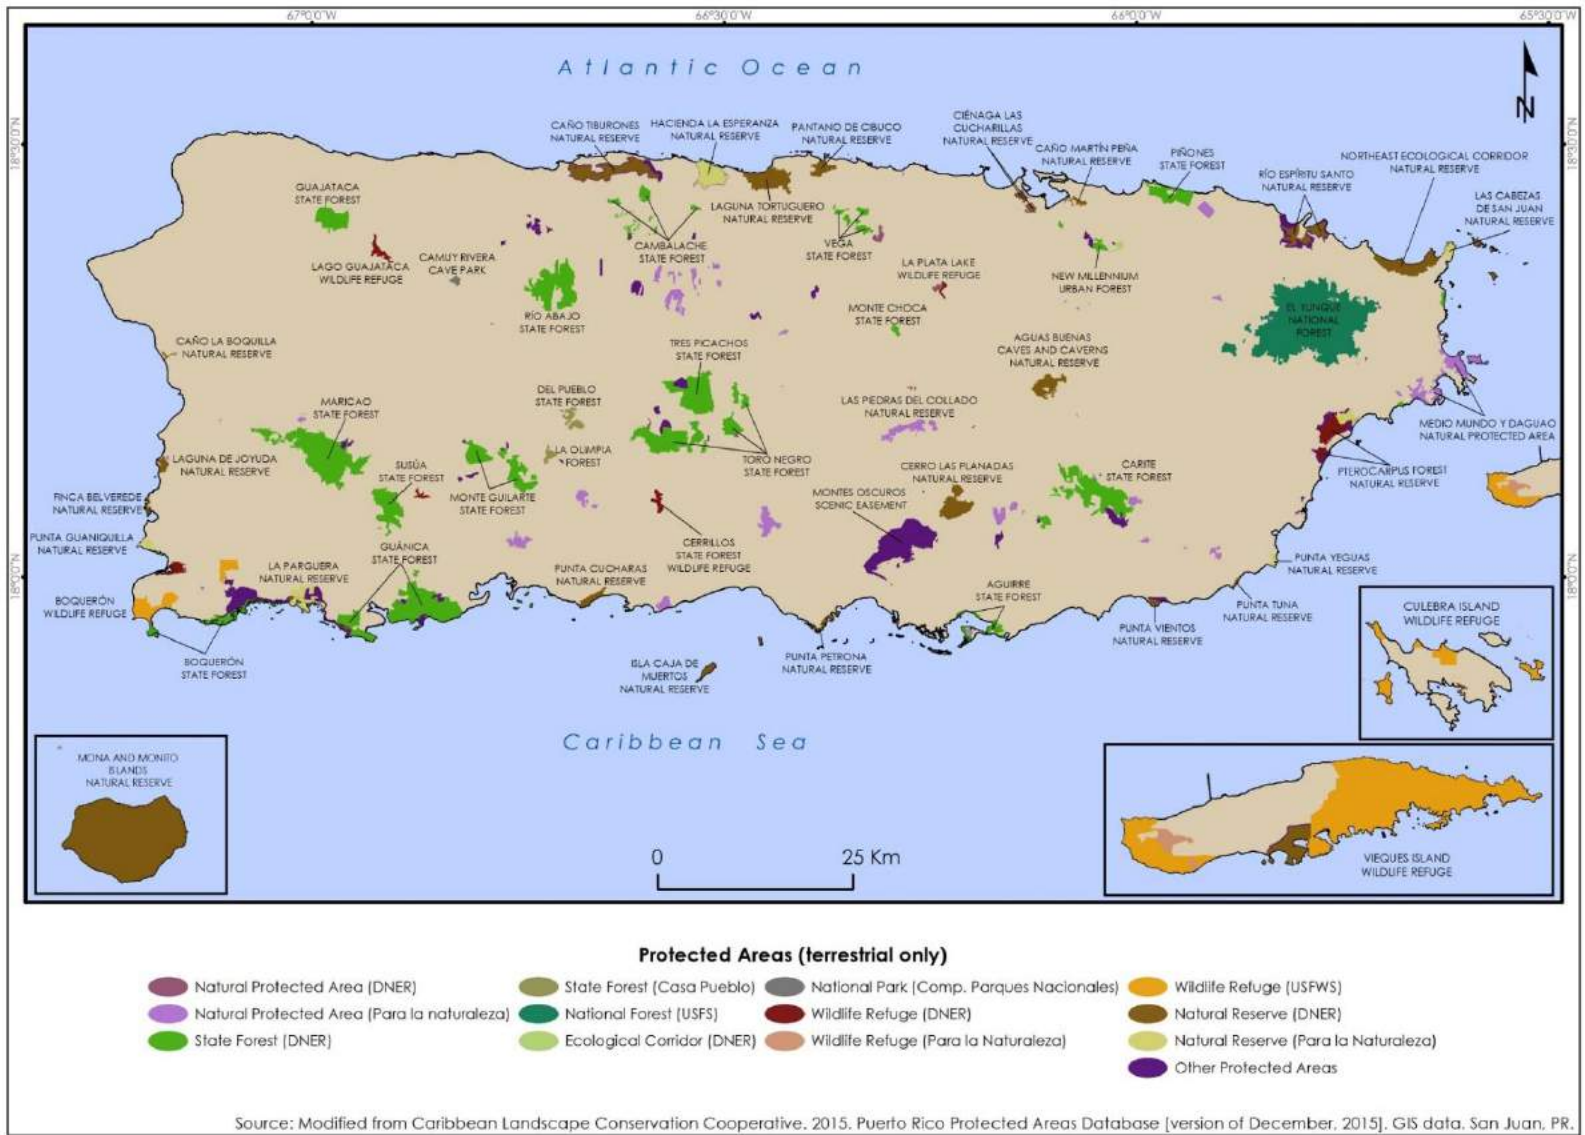 67°0'0"W
66°30'0"W
66°0'0"W
65°30'0"W
18°30'0"N
18°30'0"N
18°0'0"N
18°0'0"N
Atlantic Ocean
N
CAÑO TIBURONES
NATURAL RESERVE
HACIENDA LA ESPERANZA
NATURAL RESERVE
PANTANO DE CIBUCO
NATURAL RESERVE
CIÉNAGA LAS
CUCHARILLAS
NATURAL RESERVE
CAÑO MARTÍN PEÑA
NATURAL RESERVE
PIÑONES
STATE FOREST
RÍO ESPÍRITU SANTO
NATURAL RESERVE
NORTHEAST ECOLOGICAL CORRIDOR
NATURAL RESERVE
LAS CABEZAS
DE SAN JUAN
NATURAL RESERVE
GUAJATACA
STATE FOREST
LAGUNA TORTUGUERO
NATURAL RESERVE
LAGO GUAJATACA
WILDLIFE REFUGE
CAMUY RIVERA
CAVE PARK
CAMBALACHE
STATE FOREST
VEGA
STATE FOREST
LA PLATA LAKE
WILDLIFE REFUGE
NEW MILLENNIUM
URBAN FOREST
RÍO ABAJO
STATE FOREST
MONTE CHOCA
STATE FOREST
EL YUNQUE
NATIONAL
FOREST
CAÑO LA BOQUILLA
NATURAL RESERVE
TRES PICACHOS
STATE FOREST
AGUAS BUENAS
CAVES AND CAVERNS
NATURAL RESERVE
MARICAO
STATE FOREST
DEL PUEBLO
STATE FOREST
LAS PIEDRAS DEL COLLADO
NATURAL RESERVE
MEDIO MUNDO Y DAGUAO
NATURAL PROTECTED AREA
LAGUNA DE JOYUDA
NATURAL RESERVE
SUSÚA
STATE FOREST
LA OLIMPIA
FOREST
TORO NEGRO
STATE FOREST
CERRO LAS PLANADAS
NATURAL RESERVE
CARITE
STATE FOREST
PTEROCARPUS FOREST
NATURAL RESERVE
FINCA BELVEREDE
NATURAL RESERVE
MONTE GUILARTE
STATE FOREST
MONTES OSCUROS
SCENIC EASEMENT
PUNTA GUANIQUILLA
NATURAL RESERVE
GUÁNICA
STATE FOREST
CERRILLOS
STATE FOREST
WILDLIFE REFUGE
LA PARGUERA
NATURAL RESERVE
PUNTA CUCHARAS
NATURAL RESERVE
PUNTA YEGUAS
NATURAL RESERVE
BOQUERÓN
WILDLIFE REFUGE
AGUIRRE
STATE FOREST
PUNTA TUNA
NATURAL RESERVE
PUNTA VIENTOS
NATURAL RESERVE
CULEBRA ISLAND
WILDLIFE REFUGE
BOQUERÓN
STATE FOREST
ISLA CAJA DE
MUERTOS
NATURAL RESERVE
PUNTA PETRONA
NATURAL RESERVE
Caribbean Sea
MONA AND MONITO
ISLANDS
NATURAL RESERVE
0 25 Km
VIEQUES ISLAND
WILDLIFE REFUGE
Protected Areas (terrestrial only)
Natural Protected Area (DNER)
Natural Protected Area (Para la naturaleza)
State Forest (DNER)
State Forest (Casa Pueblo)
National Forest (USFS)
Ecological Corridor (DNER)
National Park (Comp. Parques Nacionales)
Wildlife Refuge (DNER)
Wildlife Refuge (Para la Naturaleza)
Wildlife Refuge (USFWS)
Natural Reserve (DNER)
Natural Reserve (Para la Naturaleza)
Other Protected Areas
Source: Modified from Caribbean Landscape Conservation Cooperative. 2015. Puerto Rico Protected Areas Database [version of December, 2015]. GIS data. San Juan, PR.